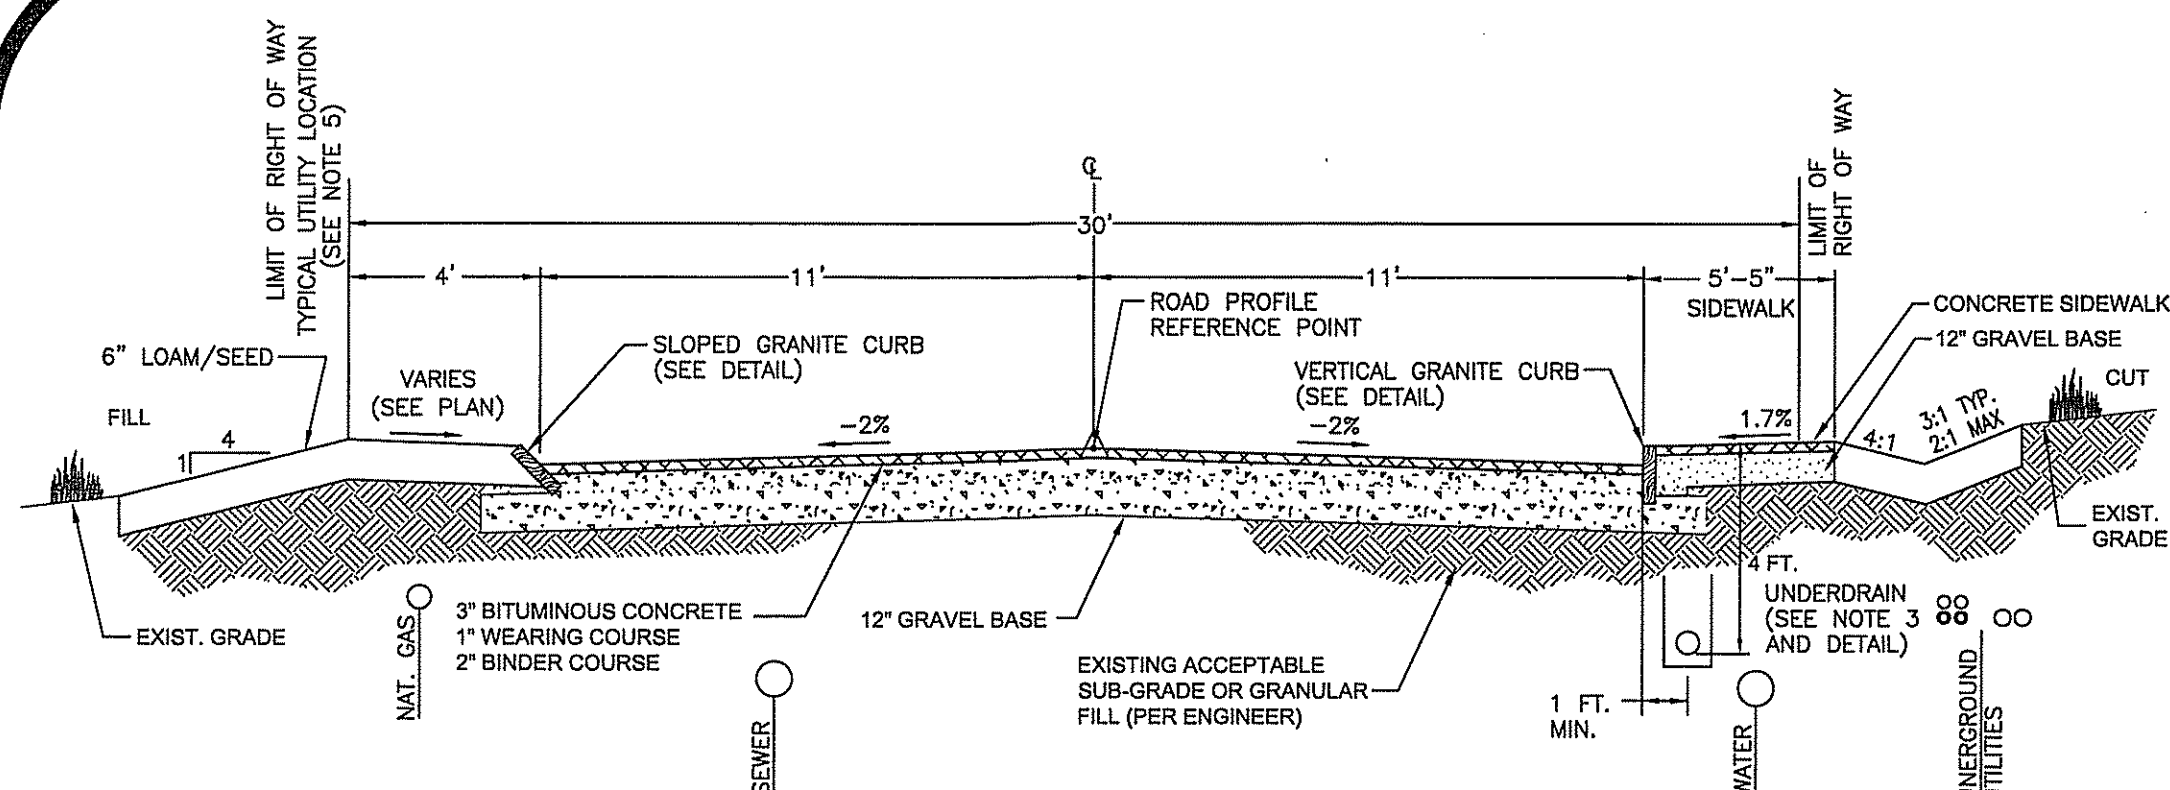 LIMIT OF RIGHT OF WAY
TYPICAL UTILITY LOCATION
(SEE NOTE 5)
℄
LIMIT OF
RIGHT OF WAY
30'
4'
11'
11'
5'-5"
SIDEWALK
ROAD PROFILE
REFERENCE POINT
CONCRETE SIDEWALK
12" GRAVEL BASE
6" LOAM/SEED
SLOPED GRANITE CURB
(SEE DETAIL)
VERTICAL GRANITE CURB
(SEE DETAIL)
VARIES
(SEE PLAN)
FILL
CUT
4
1
-2%
-2%
1.7%
4:1
3:1 TYP.
2:1 MAX
EXIST.
GRADE
EXIST. GRADE
NAT. GAS
3" BITUMINOUS CONCRETE
1" WEARING COURSE
2" BINDER COURSE
12" GRAVEL BASE
4 FT.
UNDERDRAIN
(SEE NOTE 3
AND DETAIL)
EXISTING ACCEPTABLE
SUB-GRADE OR GRANULAR
FILL (PER ENGINEER)
1 FT.
MIN.
SEWER
WATER
UNERGROUND
UTILITIES